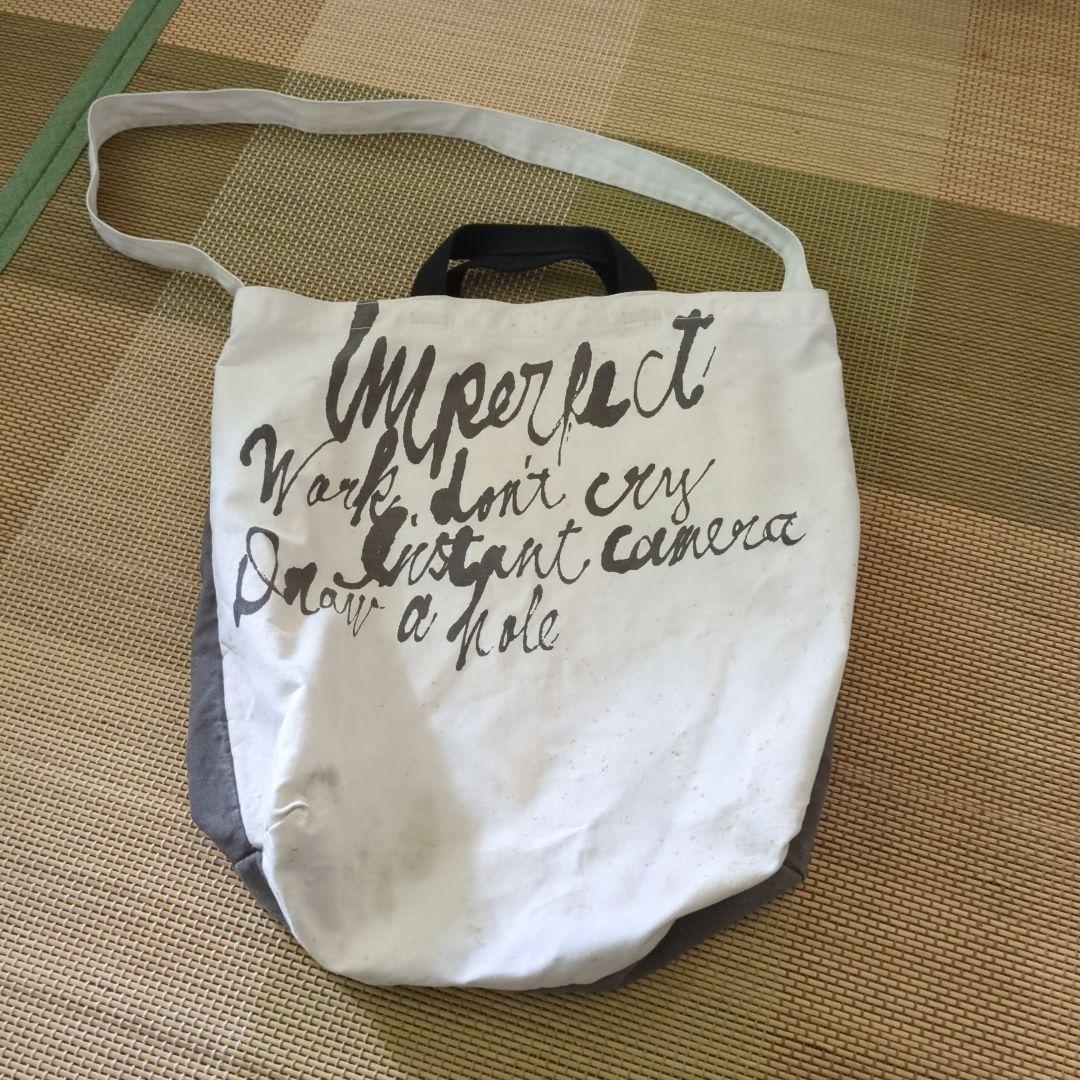 Imperfect
Work, don't cry
Instant camera
Draw a hole